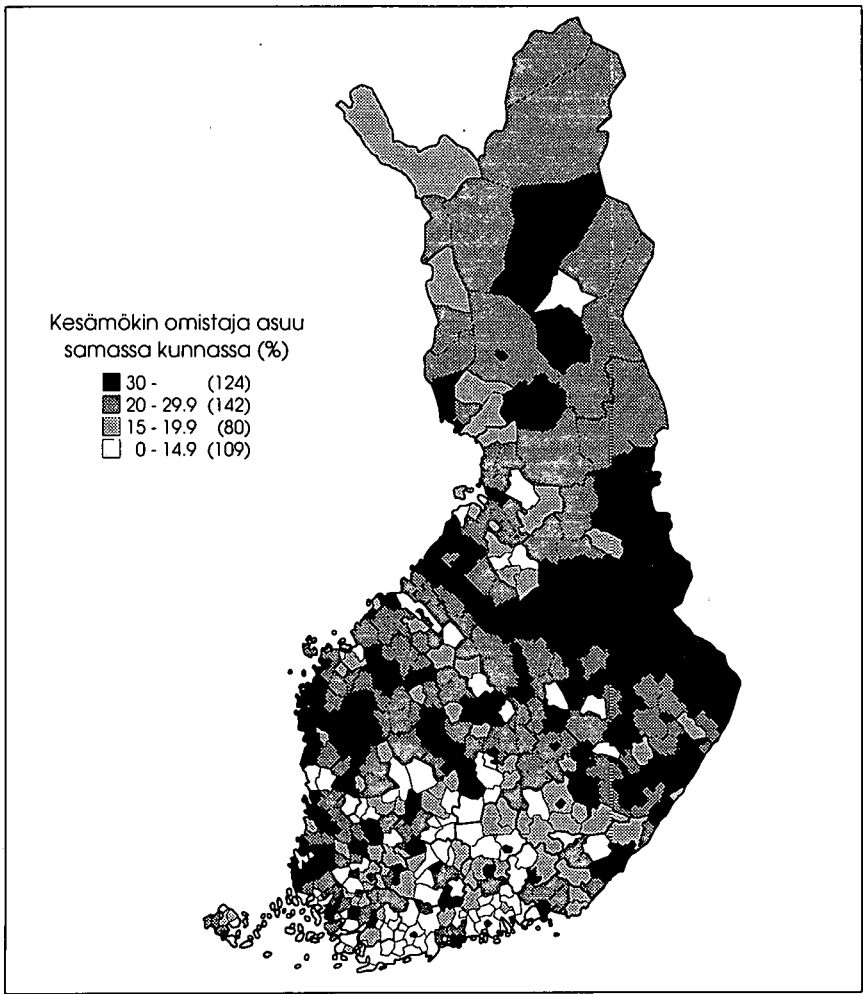 Kesämökin omistaja asuu
samassa kunnassa (%)
30 - (124)
20 - 29.9 (142)
15 - 19.9 (80)
0 - 14.9 (109)